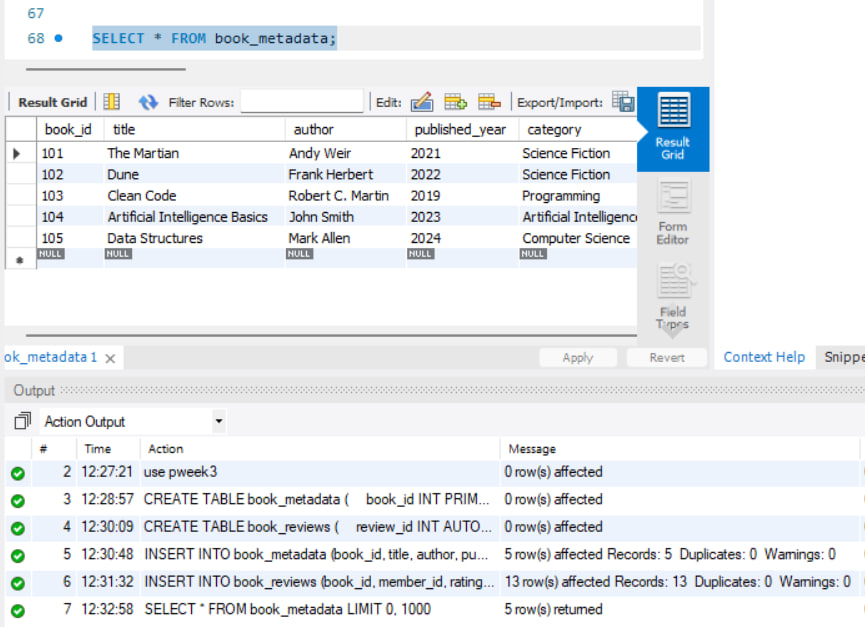 67
68 SELECT * FROM book_metadata;
Result Grid Filter Rows: Edit: Export/Import:
book_id title author published_year category
101 The Martian Andy Weir 2021 Science Fiction
102 Dune Frank Herbert 2022 Science Fiction
103 Clean Code Robert C. Martin 2019 Programming
104 Artificial Intelligence Basics John Smith 2023 Artificial Intelligence
105 Data Structures Mark Allen 2024 Computer Science
NULL NULL NULL NULL NULL
Result
Grid
Form
Editor
Field
Types
ok_metadata 1 Apply Revert Context Help Snippe
Output
Action Output
# Time Action Message
2 12:27:21 use pweek3 0 row(s) affected
3 12:28:57 CREATE TABLE book_metadata ( book_id INT PRIM... 0 row(s) affected
4 12:30:09 CREATE TABLE book_reviews ( review_id INT AUTO... 0 row(s) affected
5 12:30:48 INSERT INTO book_metadata (book_id, title, author, pu... 5 row(s) affected Records: 5 Duplicates: 0 Warnings: 0
6 12:31:32 INSERT INTO book_reviews (book_id, member_id, rating... 13 row(s) affected Records: 13 Duplicates: 0 Warnings: 0
7 12:32:58 SELECT * FROM book_metadata LIMIT 0, 1000 5 row(s) returned